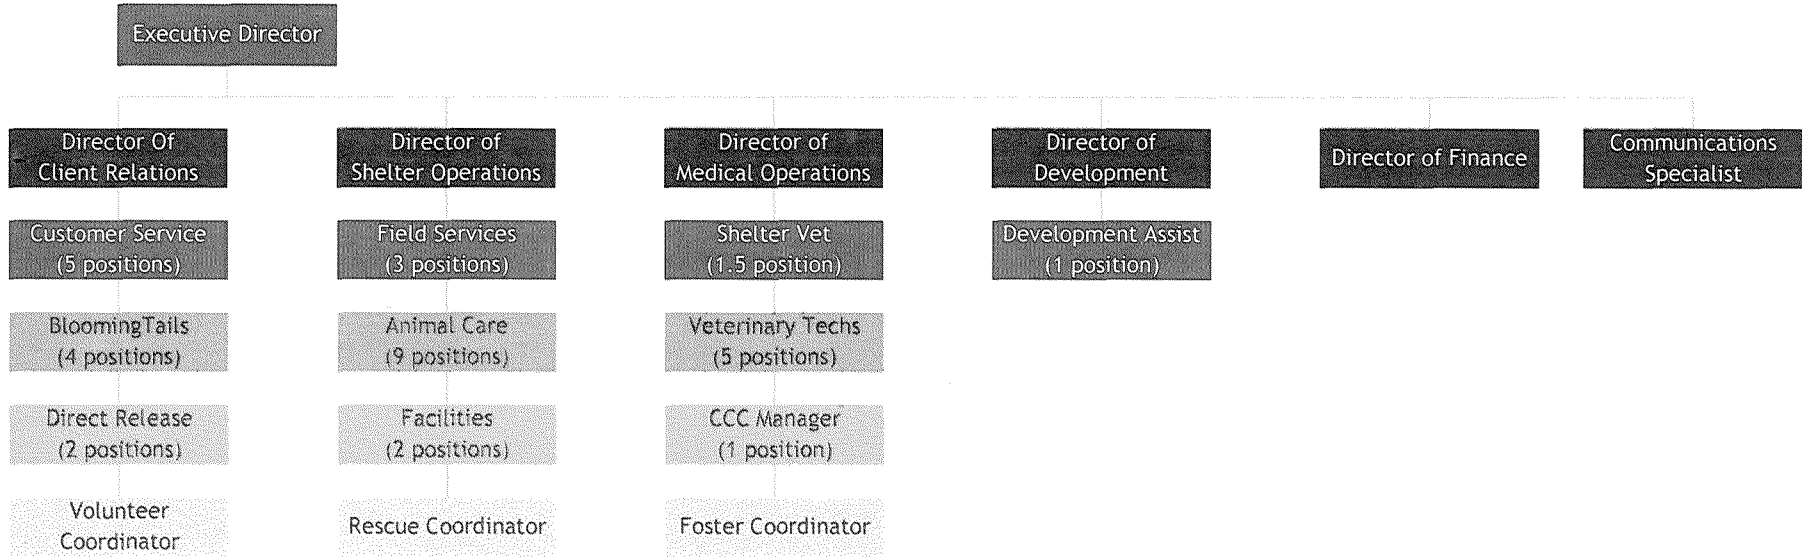 Executive Director
Director Of
Client Relations
Director of
Shelter Operations
Director of
Medical Operations
Director of
Development
Director of Finance
Communications
Specialist
Customer Service
(5 positions)
Field Services
(3 positions)
Shelter Vet
(1.5 position)
Development Assist
(1 position)
BloomingTails
(4 positions)
Animal Care
(9 positions)
Veterinary Techs
(5 positions)
Direct Release
(2 positions)
Facilities
(2 positions)
CCC Manager
(1 position)
Volunteer
Coordinator
Rescue Coordinator
Foster Coordinator